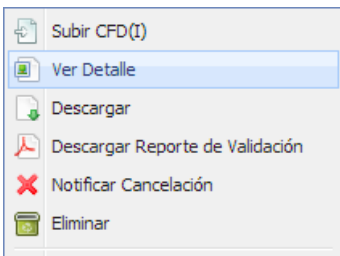 Subir CFD(I)
Ver Detalle
Descargar
Descargar Reporte de Validación
Notificar Cancelación
Eliminar